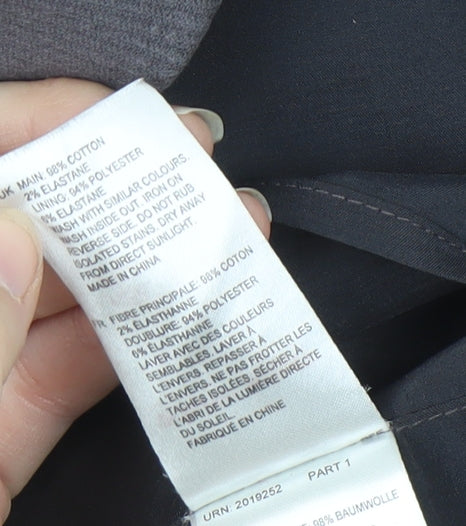 UK MAIN: 98% COTTON
2% ELASTANE
LINING: 94% POLYESTER
6% ELASTANE
WASH WITH SIMILAR COLOURS.
WASH INSIDE OUT. IRON ON
REVERSE SIDE. DO NOT RUB
ISOLATED STAINS. DRY AWAY
FROM DIRECT SUNLIGHT.
MADE IN CHINA
FR FIBRE PRINCIPALE: 98% COTON
2% ÉLASTHANNE
DOUBLURE: 94% POLYESTER
6% ÉLASTHANNE
LAVER AVEC DES COULEURS
SEMBLABLES. LAVER À
L'ENVERS. REPASSER À
L'ENVERS. NE PAS FROTTER LES
TACHES ISOLÉES. SÉCHER À
L'ABRI DE LA LUMIÈRE DIRECTE
DU SOLEIL.
FABRIQUÉ EN CHINE
URN: 2019252 PART 1
98% BAUMWOLLE